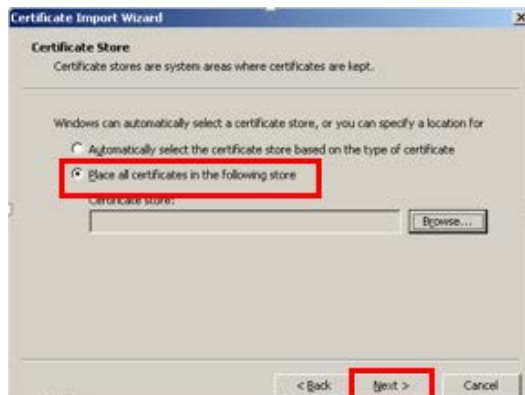 Certificate Import Wizard
Certificate Store
Certificate stores are system areas where certificates are kept.
Windows can automatically select a certificate store, or you can specify a location for
Automatically select the certificate store based on the type of certificate
Place all certificates in the following store
Certificate store:
Browse...
< Back
Next >
Cancel